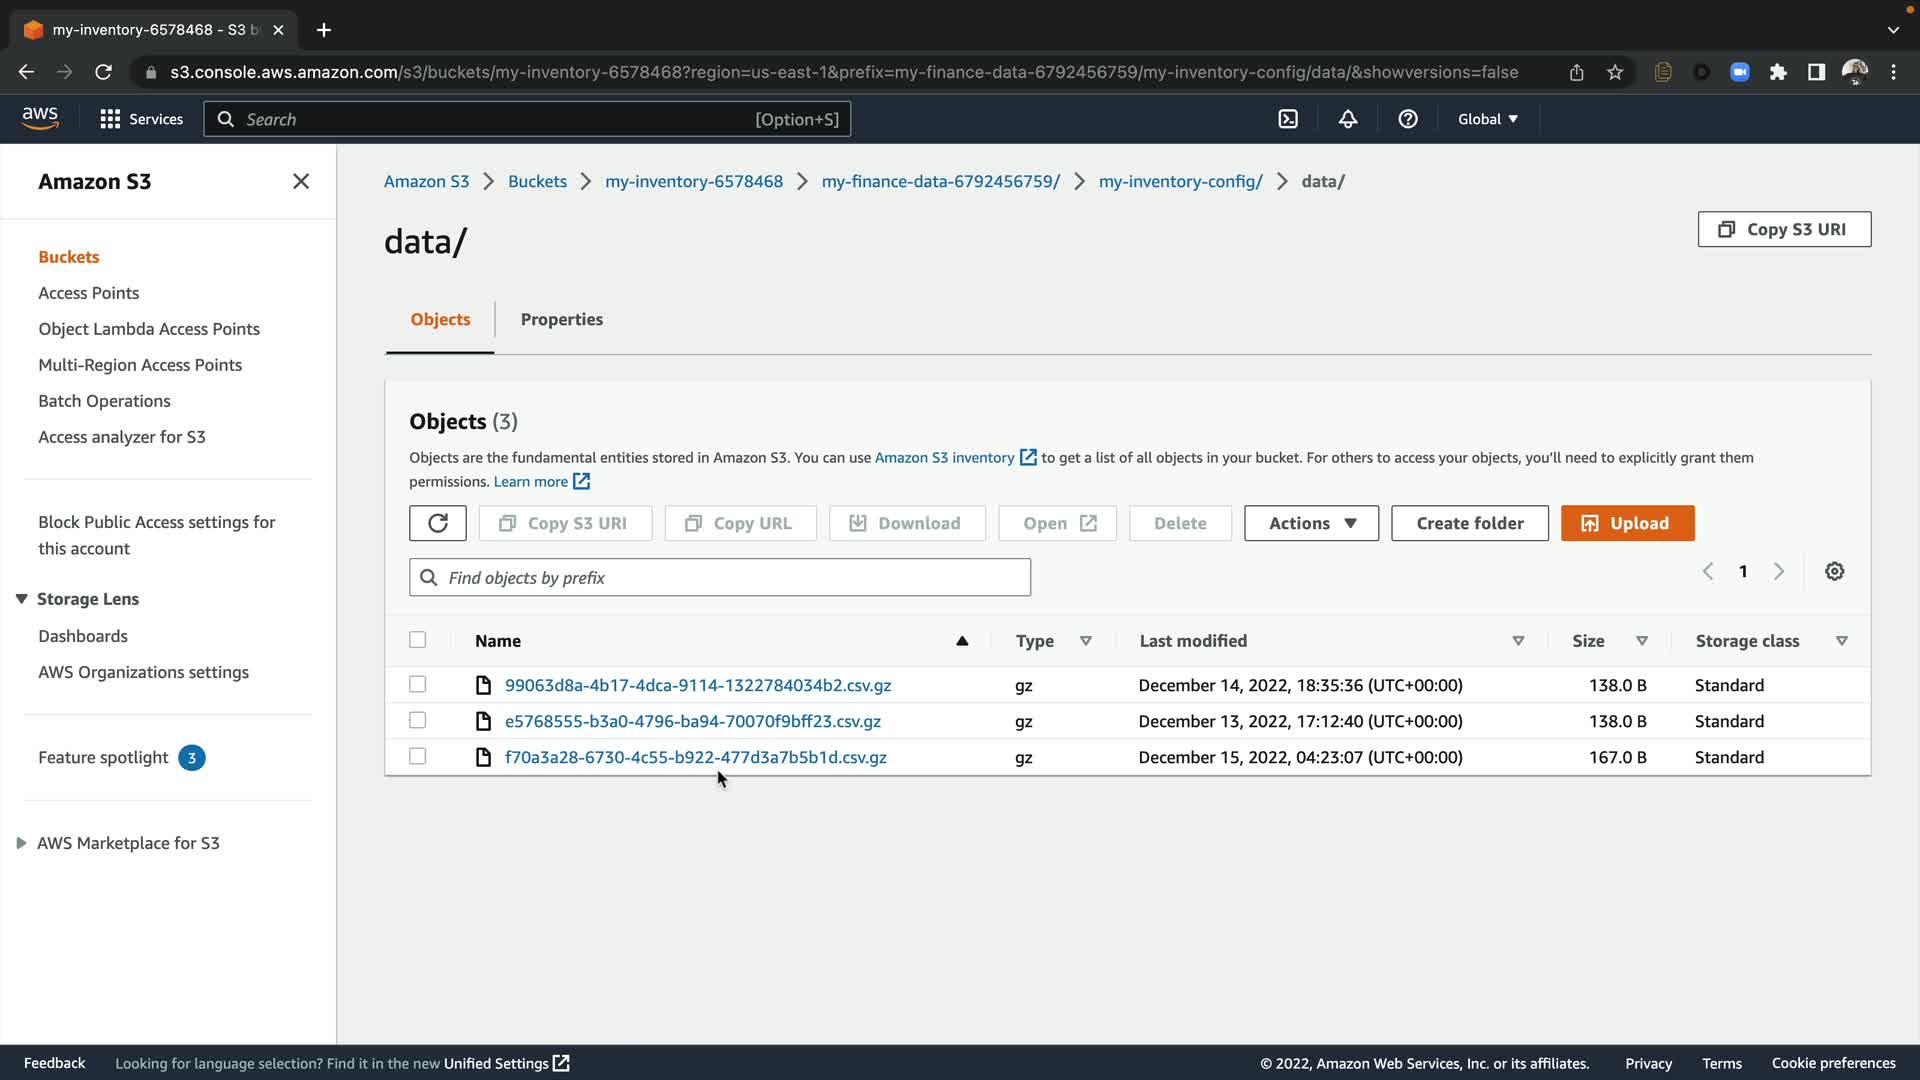 my-inventory-6578468 - S3 b
s3.console.aws.amazon.com/s3/buckets/my-inventory-6578468?region=us-east-1&prefix=my-finance-data-6792456759/my-inventory-config/data/&showversions=false
aws
Services
Search
[Option+S]
Global
Amazon S3
Buckets
Access Points
Object Lambda Access Points
Multi-Region Access Points
Batch Operations
Access analyzer for S3
Block Public Access settings for
this account
Storage Lens
Dashboards
AWS Organizations settings
Feature spotlight 3
AWS Marketplace for S3
Amazon S3 > Buckets > my-inventory-6578468 > my-finance-data-6792456759/ > my-inventory-config/ > data/
data/
Copy S3 URI
Objects
Properties
Objects (3)
Objects are the fundamental entities stored in Amazon S3. You can use Amazon S3 inventory to get a list of all objects in your bucket. For others to access your objects, you'll need to explicitly grant them
permissions. Learn more
Copy S3 URI
Copy URL
Download
Open
Delete
Actions
Create folder
Upload
Find objects by prefix
1
Name Type Last modified Size Storage class
99063d8a-4b17-4dca-9114-1322784034b2.csv.gz gz December 14, 2022, 18:35:36 (UTC+00:00) 138.0 B Standard
e5768555-b3a0-4796-ba94-70070f9bff23.csv.gz gz December 13, 2022, 17:12:40 (UTC+00:00) 138.0 B Standard
f70a3a28-6730-4c55-b922-477d3a7b5b1d.csv.gz gz December 15, 2022, 04:23:07 (UTC+00:00) 167.0 B Standard
Feedback
Looking for language selection? Find it in the new Unified Settings
© 2022, Amazon Web Services, Inc. or its affiliates.
Privacy
Terms
Cookie preferences